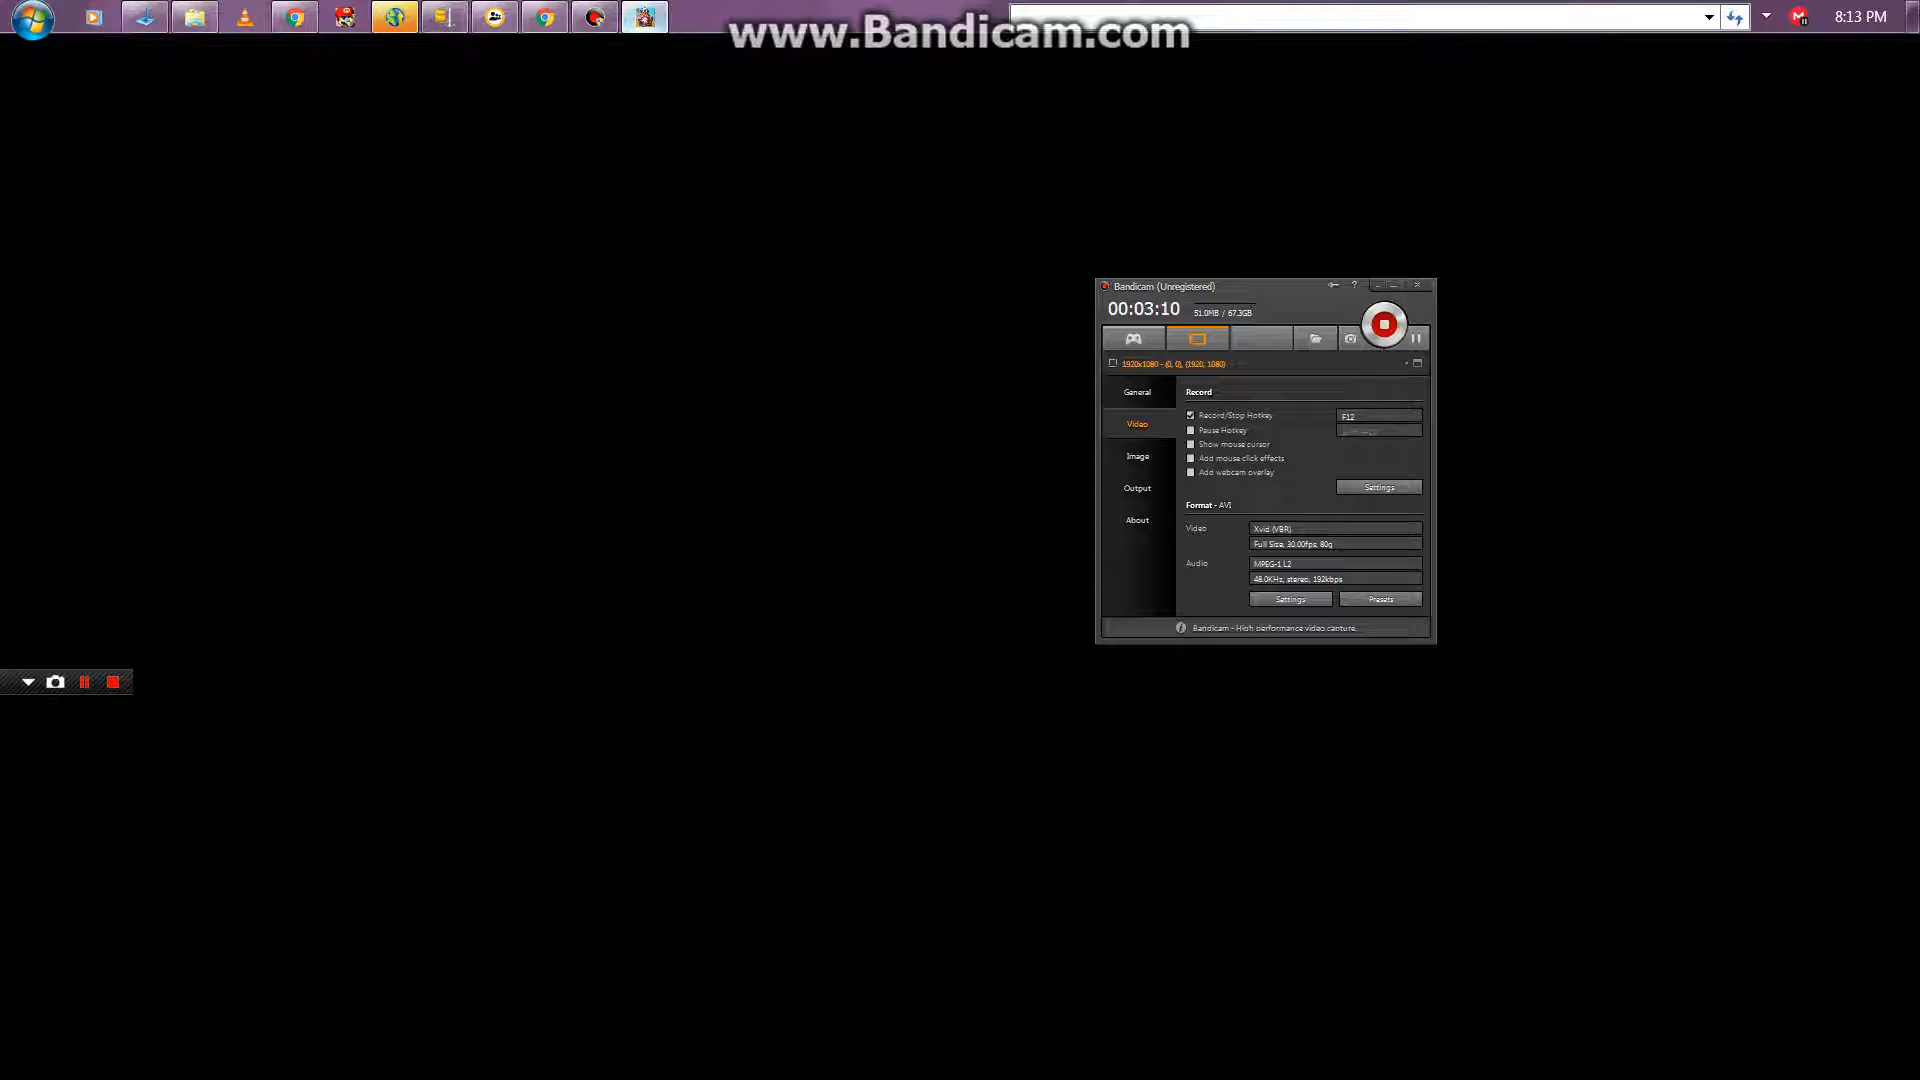 www.Bandicam.com
8:13 PM
Bandicam (Unregistered)
00:03:10
51.0MB / 67.3GB
1920x1080 - (0, 0), (1920, 1080)
General
Video
Image
Output
About
Record
Record/Stop Hotkey
F12
Pause Hotkey
Show mouse cursor
Add mouse click effects
Add webcam overlay
Settings
Format - AVI
Video
Xvid (VBR)
Full Size, 30.00fps, 80q
Audio
MPEG-1 L2
48.0KHz, stereo, 192kbps
Settings
Presets
Bandicam - High performance video capture